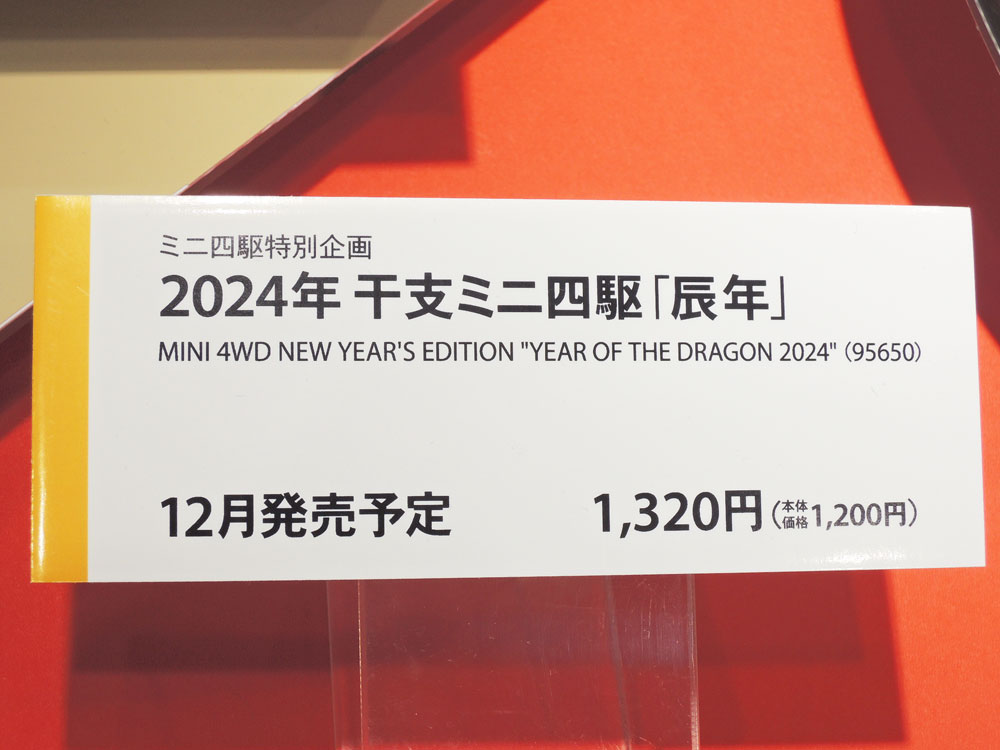 ミニ四駆特別企画
2024年 干支ミニ四駆「辰年」
MINI 4WD NEW YEAR'S EDITION "YEAR OF THE DRAGON 2024" (95650)
12月発売予定
1,320円(本体価格1,200円)